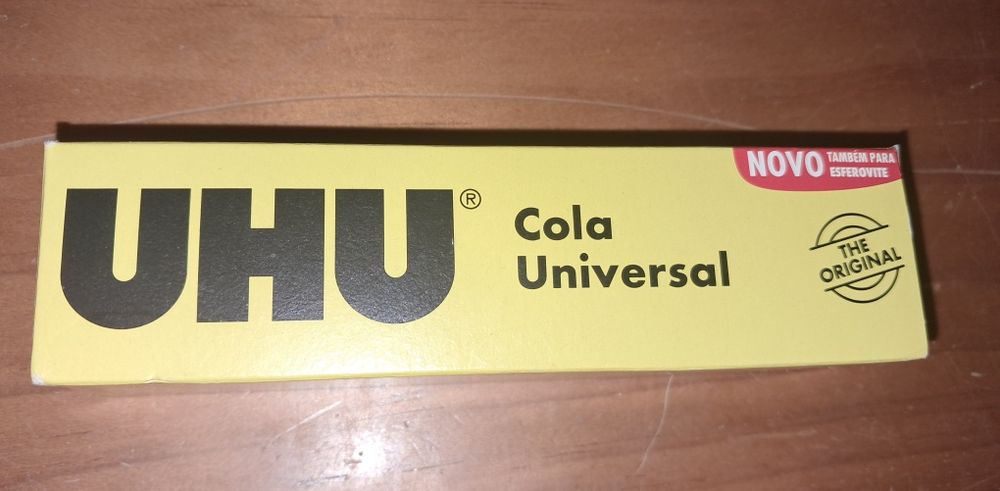 UHU®
Cola
Universal
NOVO TAMBÉM PARA
ESFEROVITE
THE
ORIGINAL